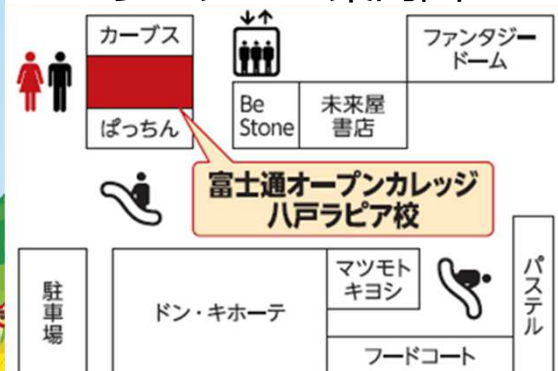 カーブス
ファンタジー
ドーム
ぱっちん
Be
Stone
未来屋
書店
富士通オープンカレッジ
八戸ラピア校
駐車場
ドン・キホーテ
マツモト
キヨシ
パステル
フードコート